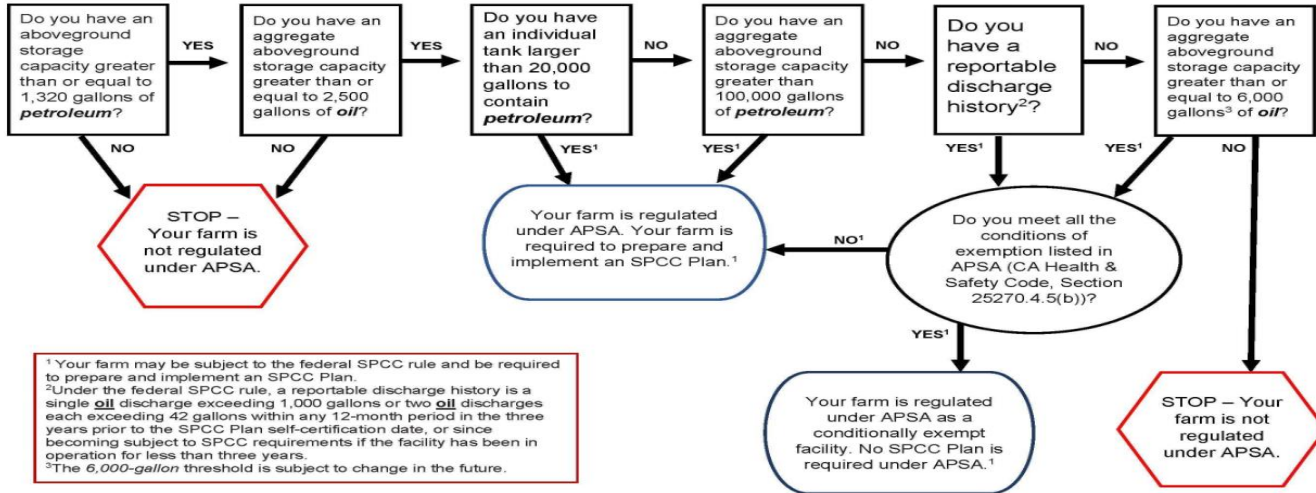 Do you have an
aboveground
storage
capacity greater
than or equal to
1,320 gallons of
petroleum?
YES
NO
Do you have an
aggregate
aboveground
storage capacity
greater than or
equal to 2,500
gallons of oil?
YES
NO
Do you have
an individual
tank larger
than 20,000
gallons to
contain
petroleum?
NO
YES¹
Do you have an
aggregate
aboveground
storage capacity
greater than
100,000 gallons
of petroleum?
NO
YES¹
Do you
have a
reportable
discharge
history²?
NO
YES¹
Do you have an
aggregate
aboveground
storage capacity
greater than or
equal to 6,000
gallons³ of oil?
YES¹
NO
STOP –
Your farm is
not regulated
under APSA.
Your farm is regulated
under APSA. Your farm is
required to prepare and
implement an SPCC Plan.¹
NO¹
Do you meet all the
conditions of
exemption listed in
APSA (CA Health &
Safety Code, Section
25270.4.5(b))?
YES¹
¹ Your farm may be subject to the federal SPCC rule and be required
to prepare and implement an SPCC Plan.
²Under the federal SPCC rule, a reportable discharge history is a
single oil discharge exceeding 1,000 gallons or two oil discharges
each exceeding 42 gallons within any 12-month period in the three
years prior to the SPCC Plan self-certification date, or since
becoming subject to SPCC requirements if the facility has been in
operation for less than three years.
³The 6,000-gallon threshold is subject to change in the future.
Your farm is regulated
under APSA as a
conditionally exempt
facility. No SPCC Plan is
required under APSA.¹
STOP – Your
farm is not
regulated
under APSA.